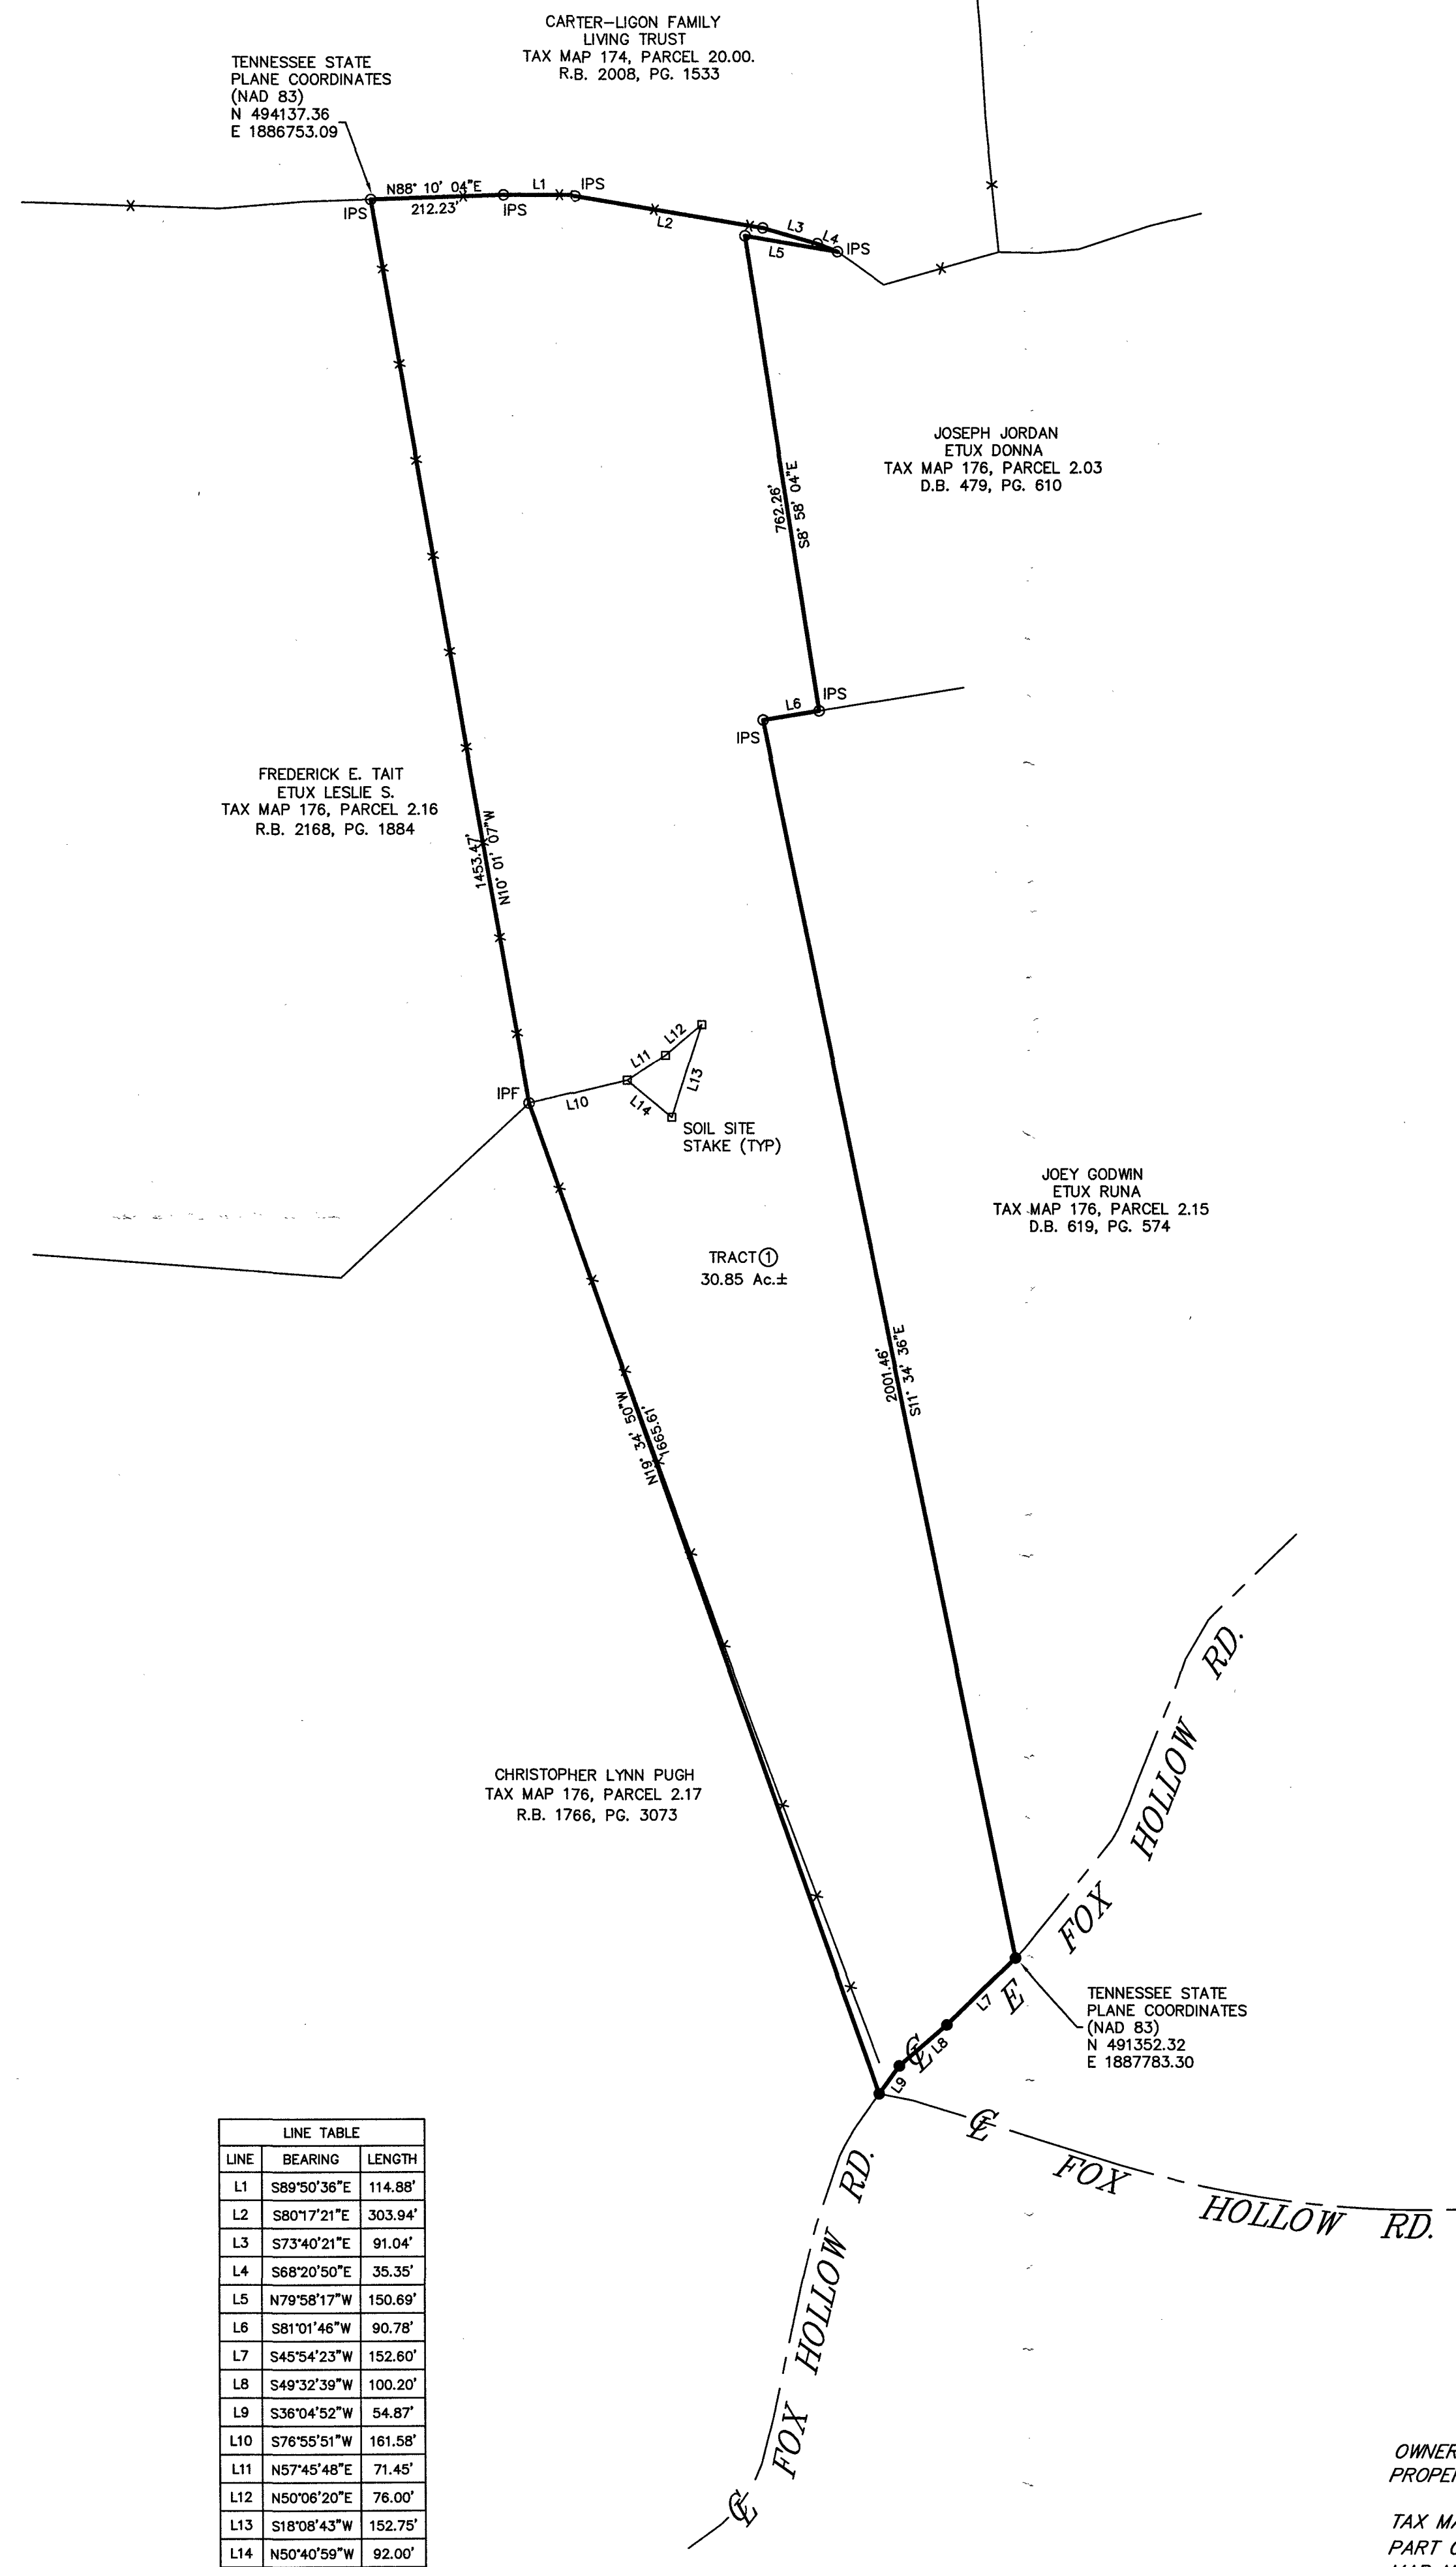 CARTER-LIGON FAMILY
LIVING TRUST
TAX MAP 174, PARCEL 20.00.
R.B. 2008, PG. 1533
TENNESSEE STATE
PLANE COORDINATES
(NAD 83)
N 494137.36
E 1886753.09
N88° 10' 04"E
212.23'
IPS
IPS
L1
IPS
L2
L3
L4
IPS
L5
JOSEPH JORDAN
ETUX DONNA
TAX MAP 176, PARCEL 2.03
D.B. 479, PG. 610
762.26'
S8° 58' 04"E
L6
IPS
IPS
FREDERICK E. TAIT
ETUX LESLIE S.
TAX MAP 176, PARCEL 2.16
R.B. 2168, PG. 1884
1453.47'
N10° 01' 07"W
IPF
L10
L11
L12
L13
L14
SOIL SITE
STAKE (TYP)
JOEY GODWIN
ETUX RUNA
TAX MAP 176, PARCEL 2.15
D.B. 619, PG. 574
TRACT 1
30.85 Ac.±
2001.46'
S11° 34' 36"E
N19° 34' 50"W
1665.61'
CHRISTOPHER LYNN PUGH
TAX MAP 176, PARCEL 2.17
R.B. 1766, PG. 3073
FOX HOLLOW RD.
L7
E
TENNESSEE STATE
PLANE COORDINATES
(NAD 83)
N 491352.32
E 1887783.30
℄
L8
L9
℄
FOX HOLLOW RD.
℄ FOX HOLLOW RD.
LINE TABLE
LINE BEARING LENGTH
L1 S89°50'36"E 114.88'
L2 S80°17'21"E 303.94'
L3 S73°40'21"E 91.04'
L4 S68°20'50"E 35.35'
L5 N79°58'17"W 150.69'
L6 S81°01'46"W 90.78'
L7 S45°54'23"W 152.60'
L8 S49°32'39"W 100.20'
L9 S36°04'52"W 54.87'
L10 S76°55'51"W 161.58'
L11 N57°45'48"E 71.45'
L12 N50°06'20"E 76.00'
L13 S18°08'43"W 152.75'
L14 N50°40'59"W 92.00'
OWNER
PROPE
TAX MA
PART O